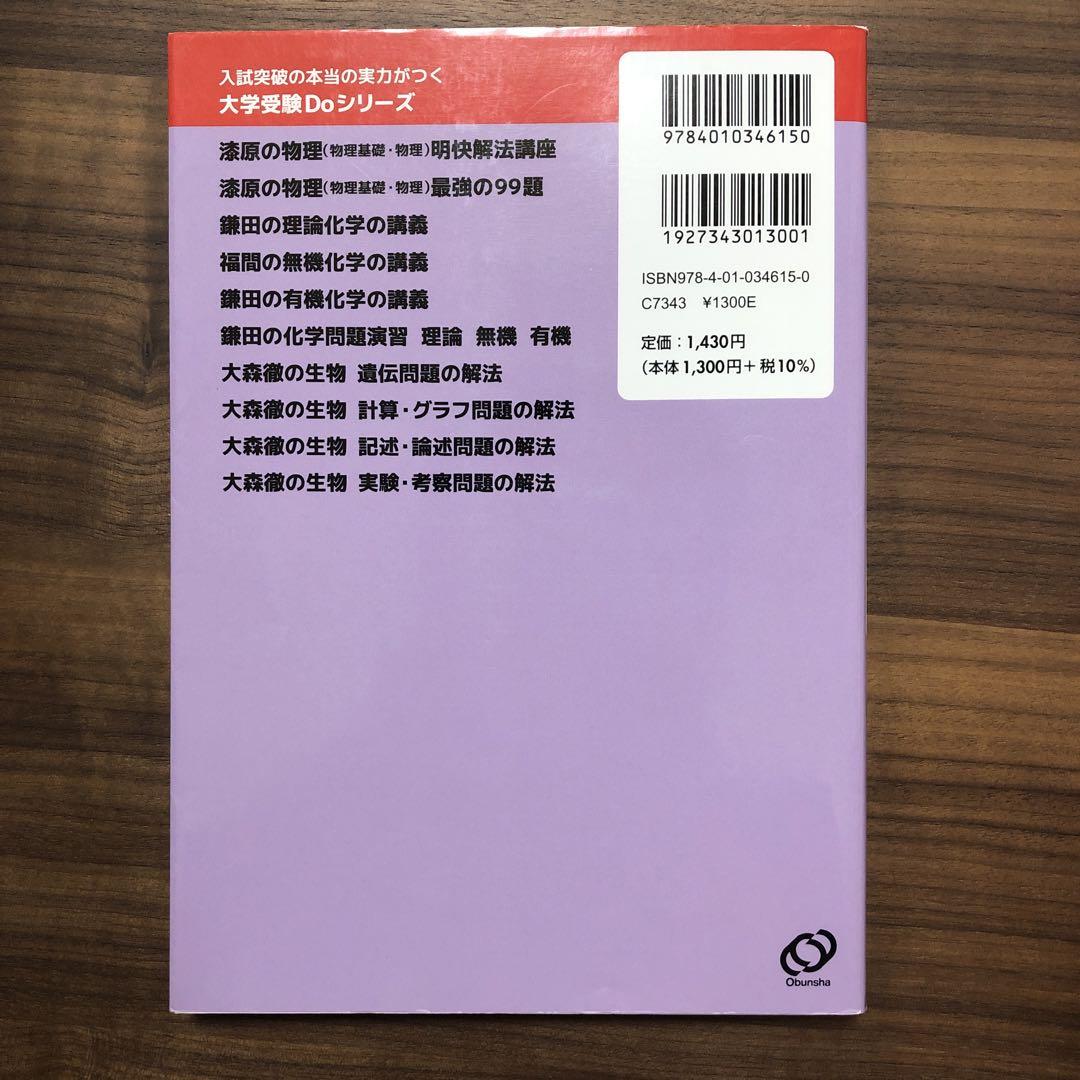 入試突破の本当の実力がつく
大学受験Doシリーズ
漆原の物理(物理基礎・物理)明快解法講座
漆原の物理(物理基礎・物理)最強の99題
鎌田の理論化学の講義
福間の無機化学の講義
鎌田の有機化学の講義
鎌田の化学問題演習 理論 無機 有機
大森徹の生物 遺伝問題の解法
大森徹の生物 計算・グラフ問題の解法
大森徹の生物 記述・論述問題の解法
大森徹の生物 実験・考察問題の解法
9784010346150
1927343013001
ISBN978-4-01-034615-0
C7343 ¥1300E
定価：1,430円
(本体1,300円＋税10%)
Obunsha